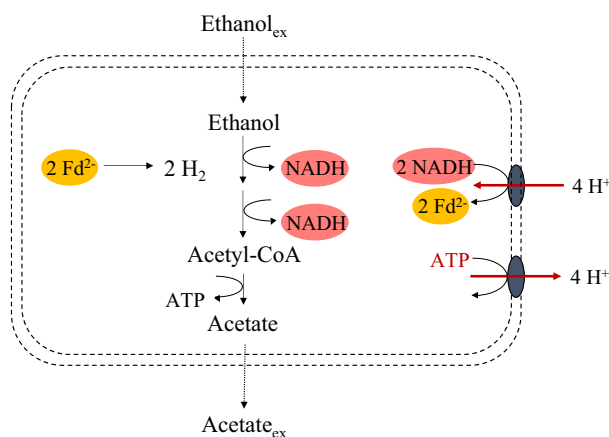 Ethanolₑₓ
Ethanol
2 Fd²⁻
2 H₂
NADH
2 NADH
4 H⁺
2 Fd²⁻
NADH
Acetyl-CoA
ATP
4 H⁺
ATP
Acetate
Acetateₑₓ